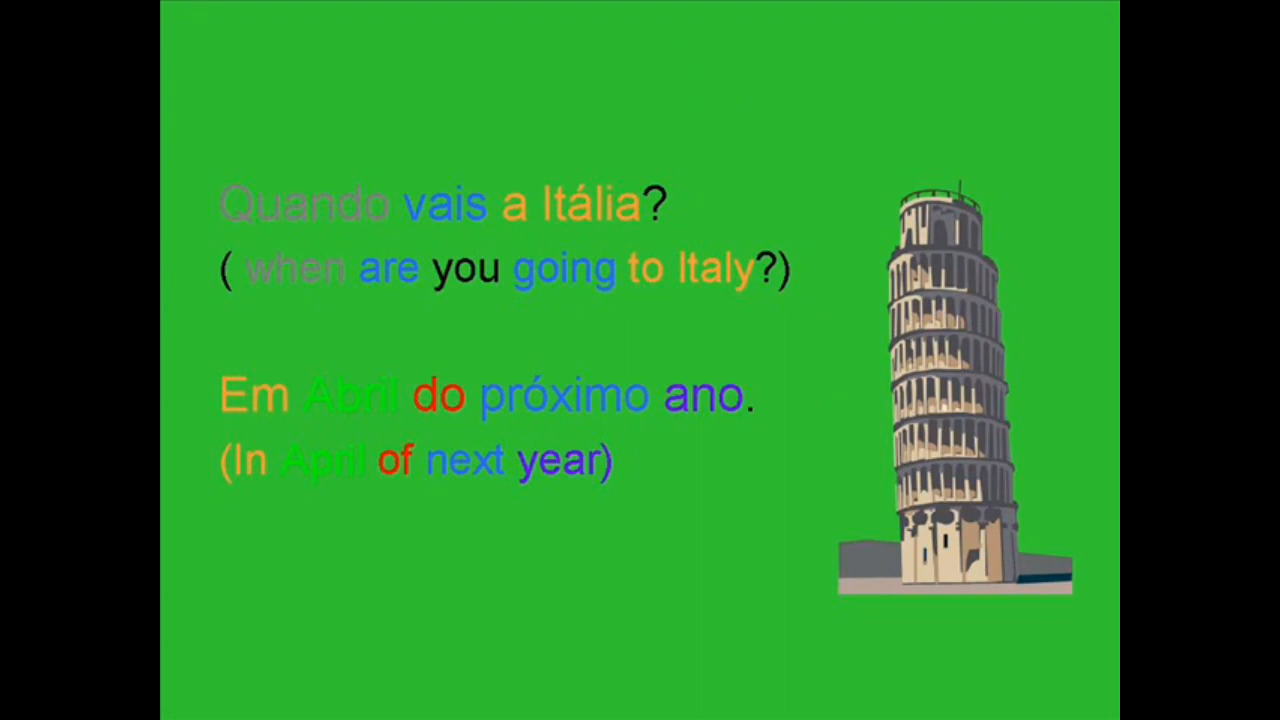 Quando vais a Itália?
( when are you going to Italy?)
Em Abril do próximo ano.
(In April of next year)